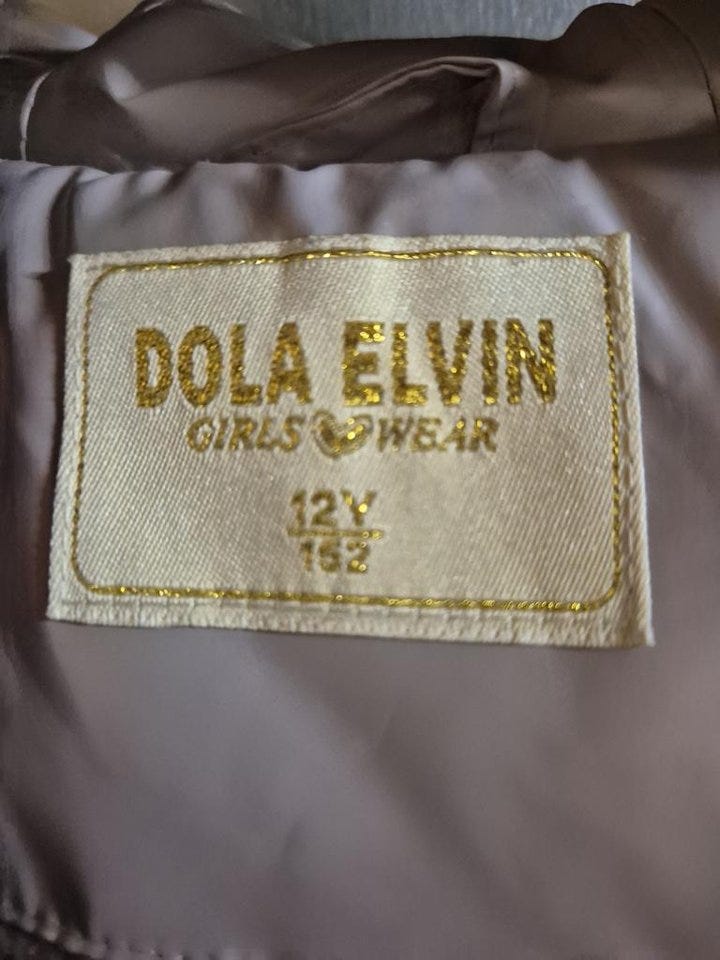 DOLA ELVIN
GIRLS WEAR
12Y
152